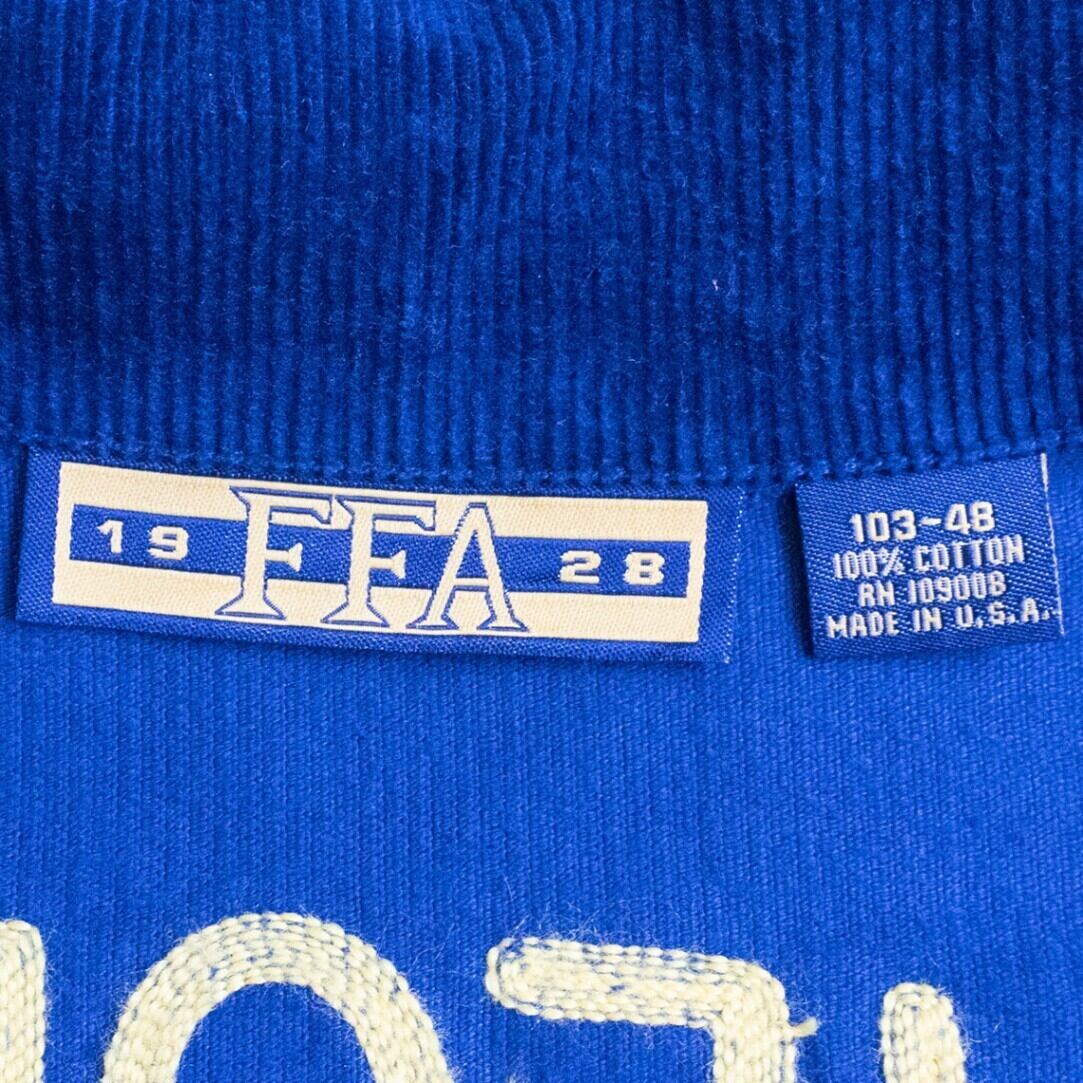 19 FFA 28
103-48
100% COTTON
RN 109008
MADE IN U.S.A.